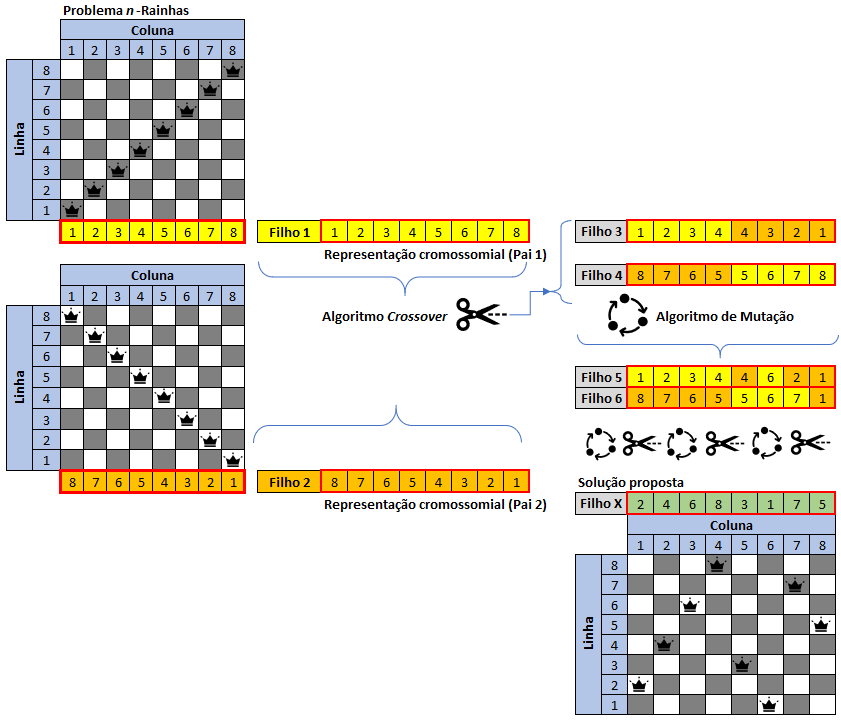 Problema n-Rainhas
Coluna
1 2 3 4 5 6 7 8
Linha
8
7
6
5
4
3
2
1
1 2 3 4 5 6 7 8
Filho 1 1 2 3 4 5 6 7 8
Representação cromossomial (Pai 1)
Coluna
1 2 3 4 5 6 7 8
Linha
8
7
6
5
4
3
2
1
8 7 6 5 4 3 2 1
Algoritmo Crossover
Filho 2 8 7 6 5 4 3 2 1
Representação cromossomial (Pai 2)
Filho 3 1 2 3 4 4 3 2 1
Filho 4 8 7 6 5 5 6 7 8
Algoritmo de Mutação
Filho 5 1 2 3 4 4 6 2 1
Filho 6 8 7 6 5 5 6 7 1
Solução proposta
Filho X 2 4 6 8 3 1 7 5
Coluna
1 2 3 4 5 6 7 8
Linha
8
7
6
5
4
3
2
1